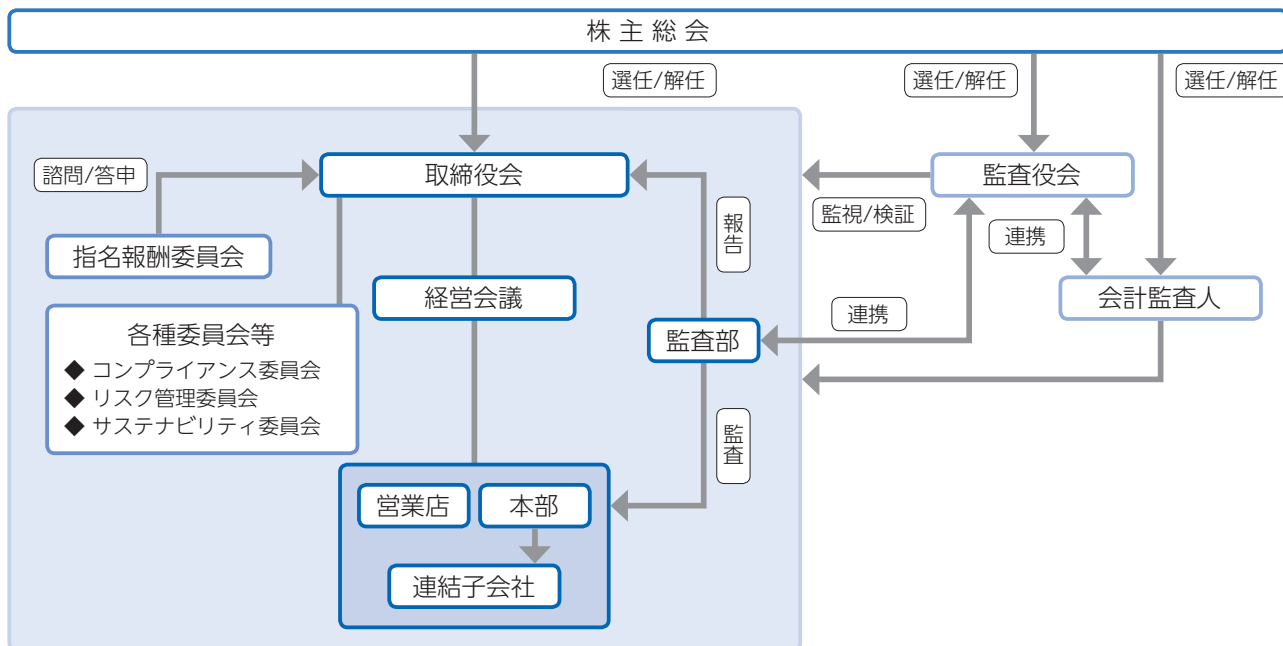 株主総会
選任/解任
選任/解任
選任/解任
諮問/答申
取締役会
監査役会
監視/検証
報告
連携
指名報酬委員会
経営会議
会計監査人
連携
監査部
各種委員会等
◆ コンプライアンス委員会
◆ リスク管理委員会
◆ サステナビリティ委員会
監査
営業店
本部
連結子会社